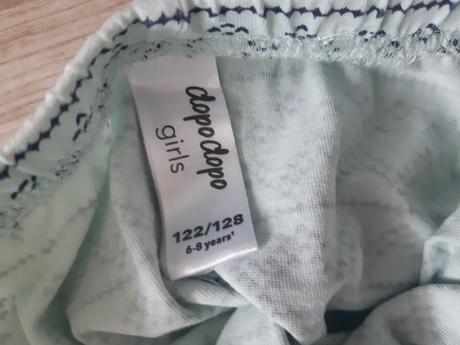 dopodopo
girls
122/128
6-8 years¹